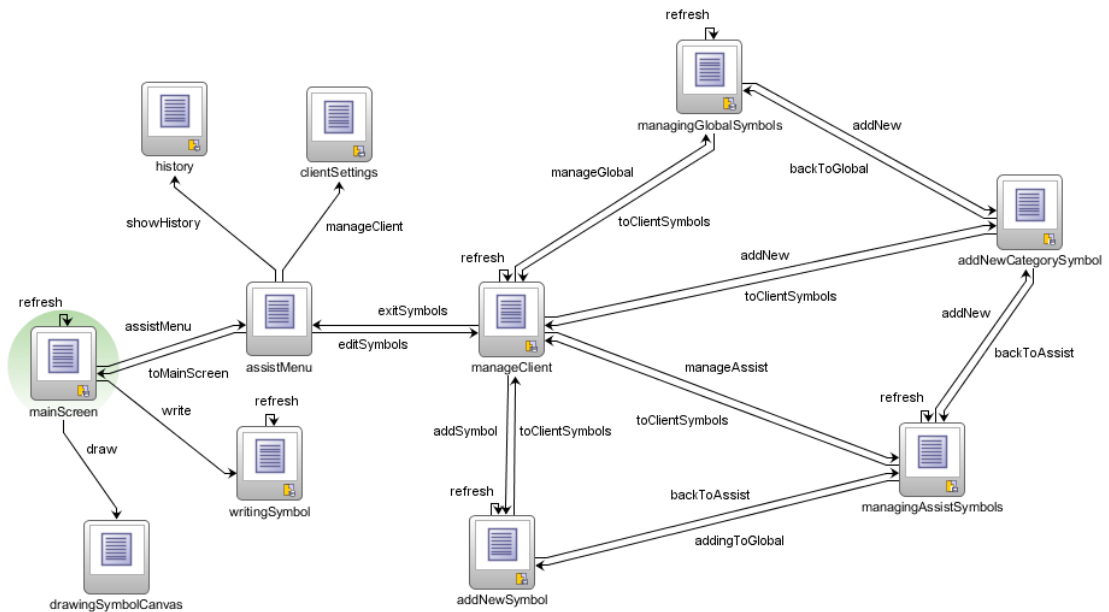 refresh
managingGlobalSymbols
history
clientSettings
addNew
backToGlobal
manageGlobal
toClientSymbols
showHistory
manageClient
refresh
addNewCategorySymbol
addNew
toClientSymbols
refresh
assistMenu
exitSymbols
editSymbols
addNew
backToAssist
assistMenu
manageClient
manageAssist
toMainScreen
mainScreen
write
refresh
refresh
toClientSymbols
addSymbol
toClientSymbols
draw
writingSymbol
managingAssistSymbols
refresh
backToAssist
addingToGlobal
drawingSymbolCanvas
addNewSymbol